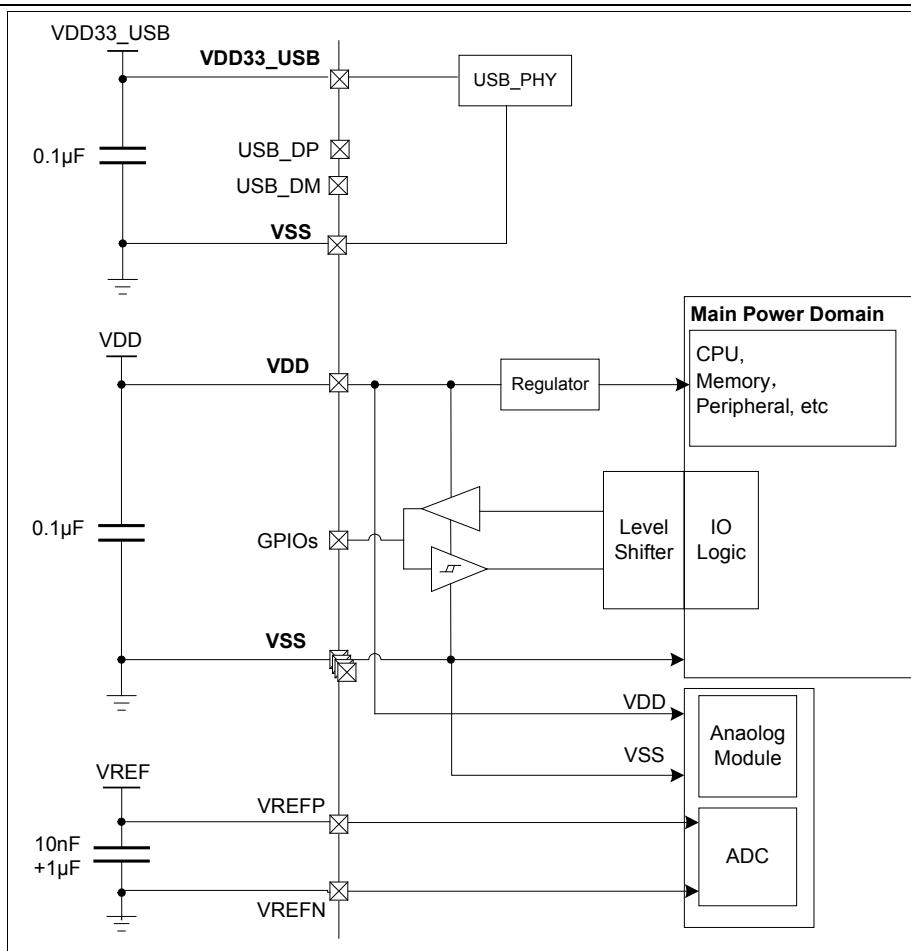 VDD33_USB
VDD33_USB
USB_PHY
0.1µF
USB_DP
USB_DM
VSS
Main Power Domain
VDD
VDD
Regulator
CPU,
Memory，
Peripheral, etc
0.1µF
GPIOs
Level
Shifter
IO
Logic
VSS
VDD
Anaolog
Module
VSS
VREF
VREFP
10nF
+1µF
ADC
VREFN